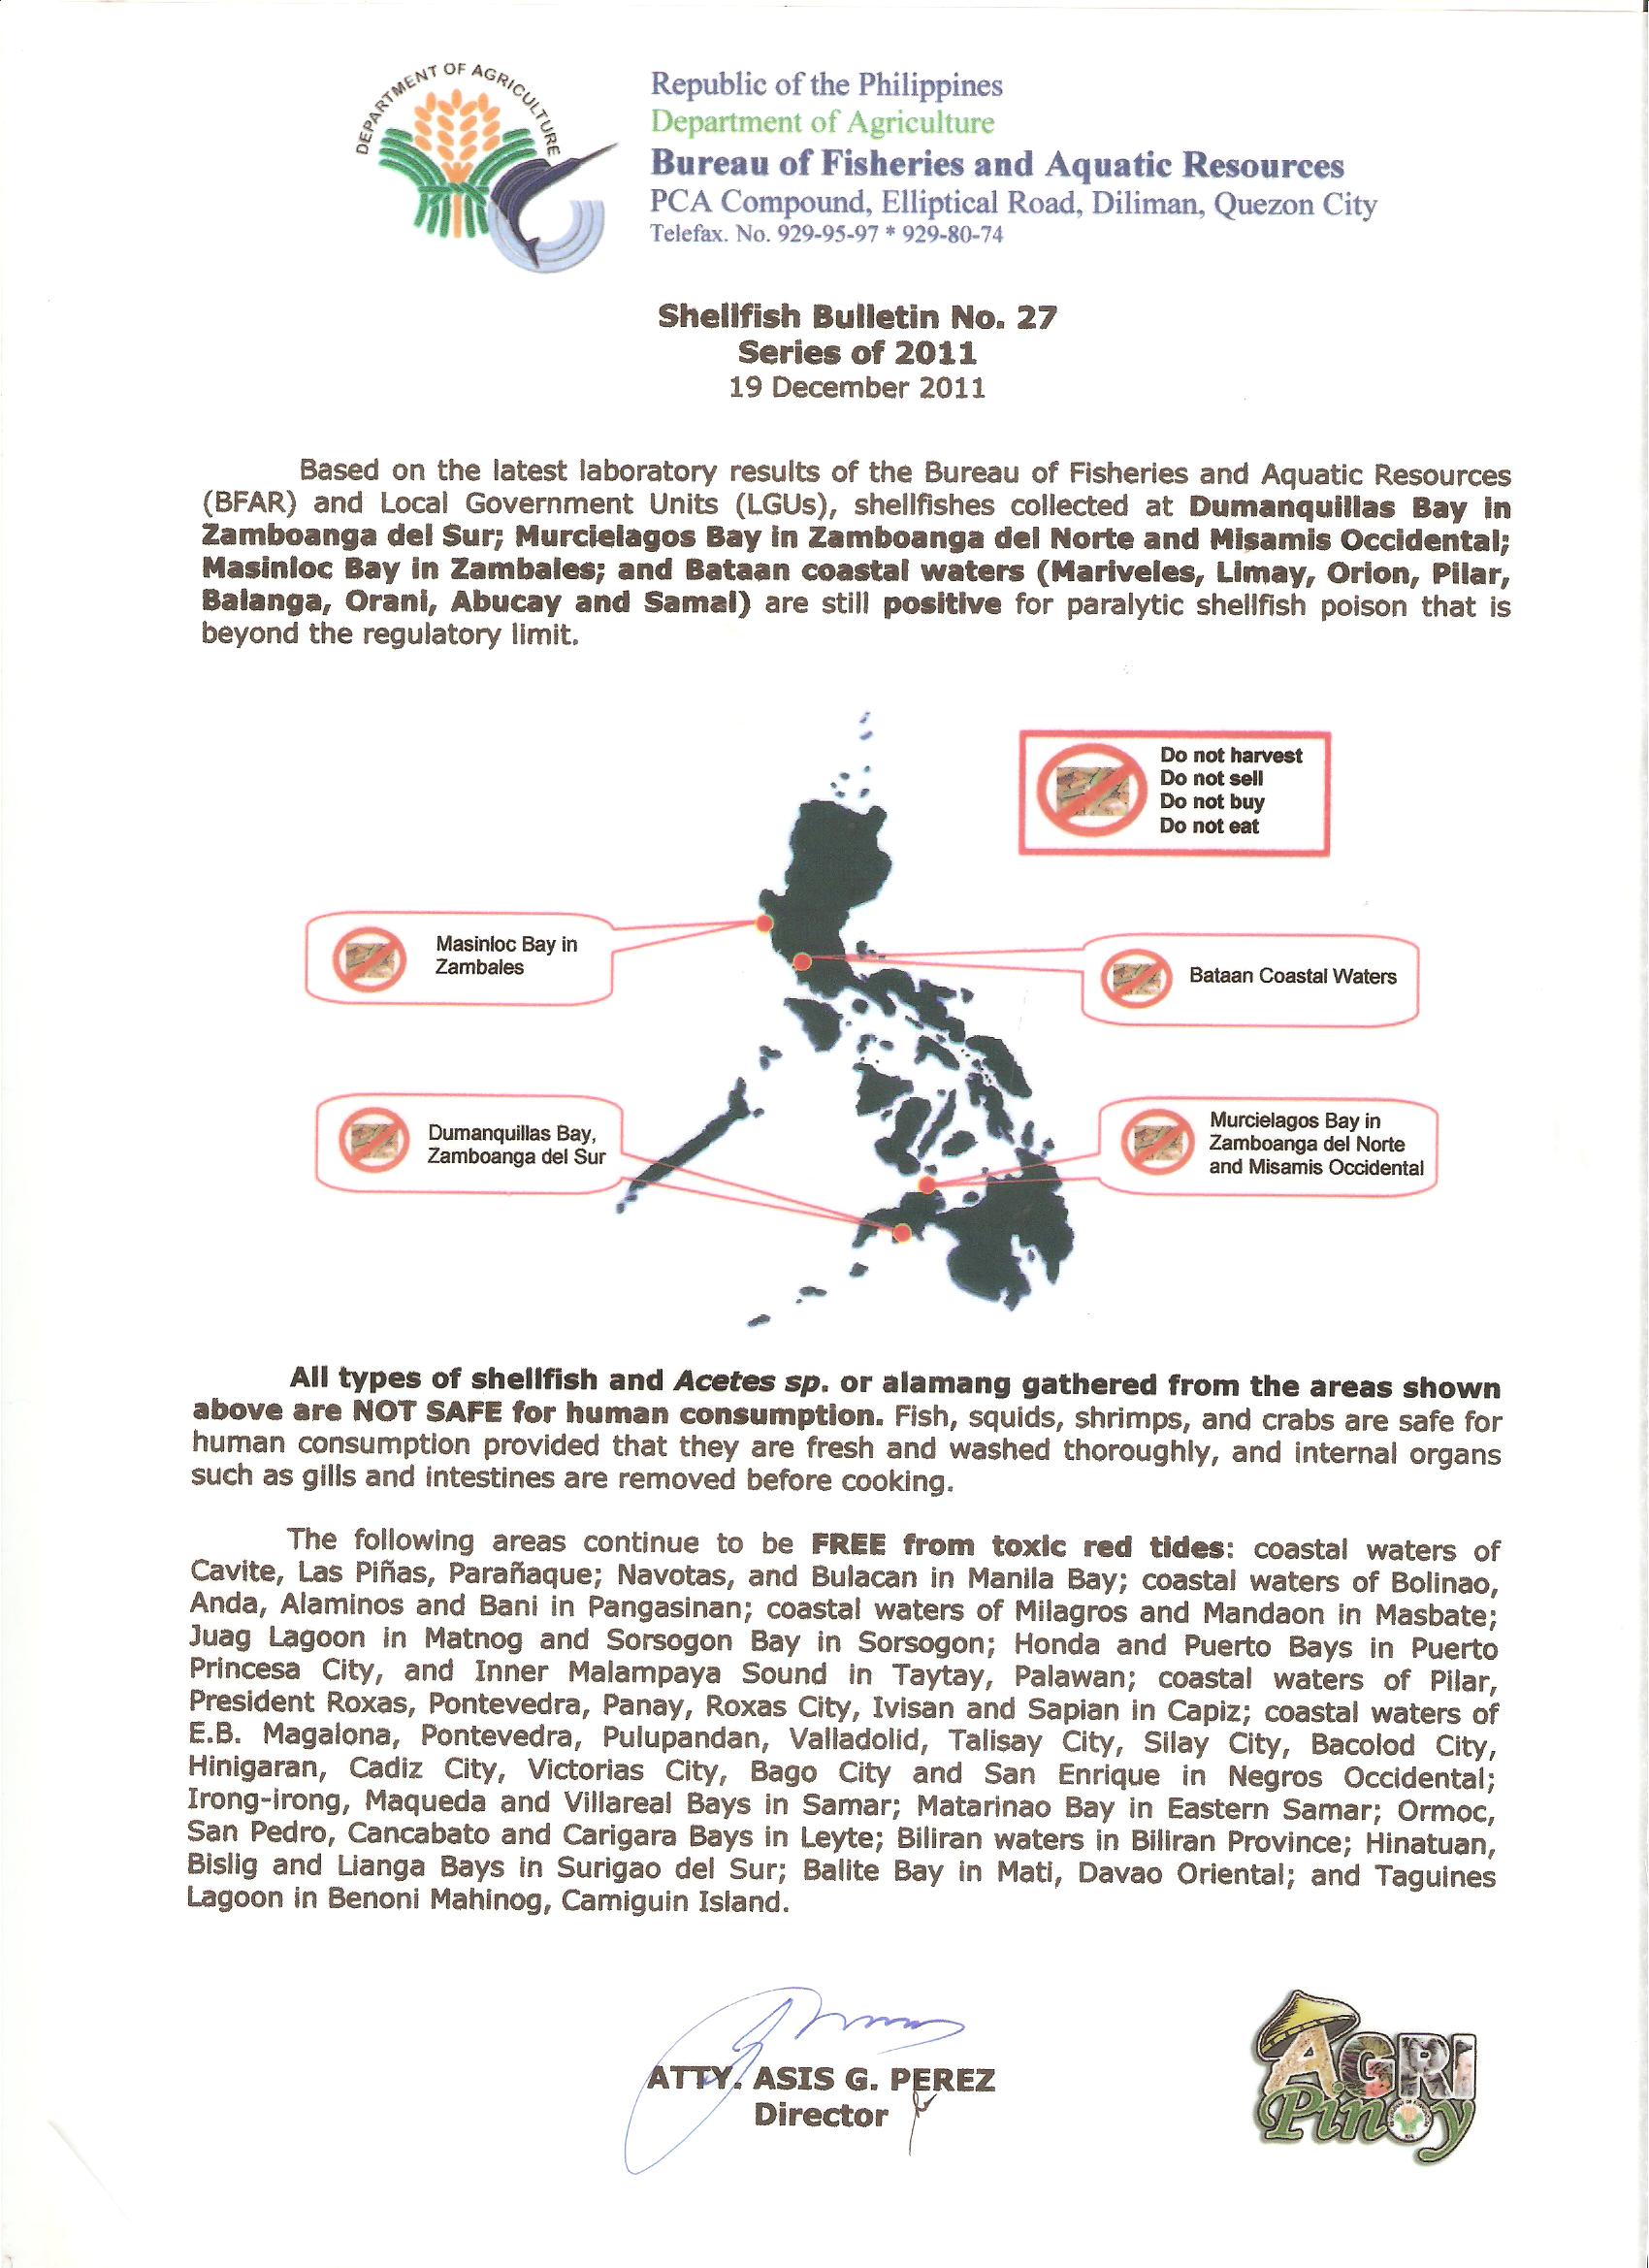 DEPARTMENT OF AGRICULTURE
Republic of the Philippines
Department of Agriculture
Bureau of Fisheries and Aquatic Resources
PCA Compound, Elliptical Road, Diliman, Quezon City
Telefax. No. 929-95-97 * 929-80-74
Shellfish Bulletin No. 27
Series of 2011
19 December 2011
Based on the latest laboratory results of the Bureau of Fisheries and Aquatic Resources
(BFAR) and Local Government Units (LGUs), shellfishes collected at Dumanquillas Bay in
Zamboanga del Sur; Murcielagos Bay in Zamboanga del Norte and Misamis Occidental;
Masinloc Bay in Zambales; and Bataan coastal waters (Mariveles, Limay, Orion, Pilar,
Balanga, Orani, Abucay and Samal) are still positive for paralytic shellfish poison that is
beyond the regulatory limit.
Do not harvest
Do not sell
Do not buy
Do not eat
Masinloc Bay in
Zambales
Bataan Coastal Waters
Dumanquillas Bay,
Zamboanga del Sur
Murcielagos Bay in
Zamboanga del Norte
and Misamis Occidental
All types of shellfish and Acetes sp. or alamang gathered from the areas shown
above are NOT SAFE for human consumption. Fish, squids, shrimps, and crabs are safe for
human consumption provided that they are fresh and washed thoroughly, and internal organs
such as gills and intestines are removed before cooking.
The following areas continue to be FREE from toxic red tides: coastal waters of
Cavite, Las Piñas, Parañaque; Navotas, and Bulacan in Manila Bay; coastal waters of Bolinao,
Anda, Alaminos and Bani in Pangasinan; coastal waters of Milagros and Mandaon in Masbate;
Juag Lagoon in Matnog and Sorsogon Bay in Sorsogon; Honda and Puerto Bays in Puerto
Princesa City, and Inner Malampaya Sound in Taytay, Palawan; coastal waters of Pilar,
President Roxas, Pontevedra, Panay, Roxas City, Ivisan and Sapian in Capiz; coastal waters of
E.B. Magalona, Pontevedra, Pulupandan, Valladolid, Talisay City, Silay City, Bacolod City,
Hinigaran, Cadiz City, Victorias City, Bago City and San Enrique in Negros Occidental;
Irong-irong, Maqueda and Villareal Bays in Samar; Matarinao Bay in Eastern Samar; Ormoc,
San Pedro, Cancabato and Carigara Bays in Leyte; Biliran waters in Biliran Province; Hinatuan,
Bislig and Lianga Bays in Surigao del Sur; Balite Bay in Mati, Davao Oriental; and Taguines
Lagoon in Benoni Mahinog, Camiguin Island.
ATTY. ASIS G. PEREZ
Director
AGRI
Pinoy